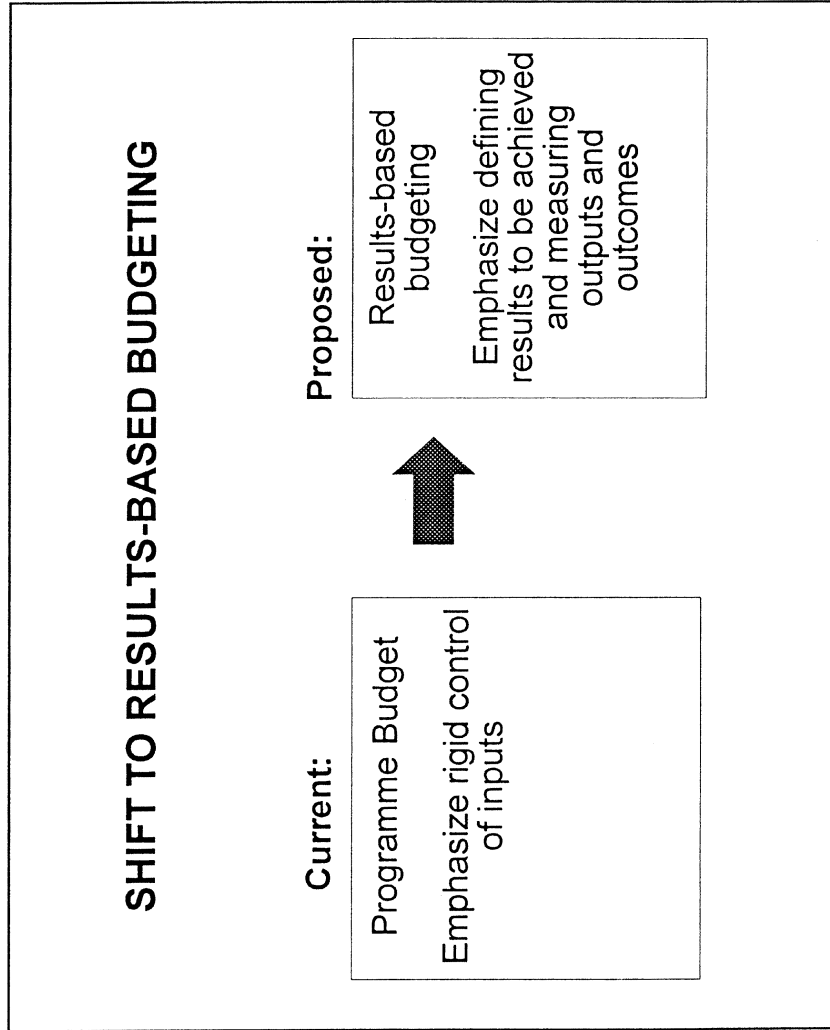 SHIFT TO RESULTS-BASED BUDGETING
Current:
Programme Budget
Emphasize rigid control
of inputs
Proposed:
Results-based
budgeting
Emphasize defining
results to be achieved
and measuring
outputs and
outcomes